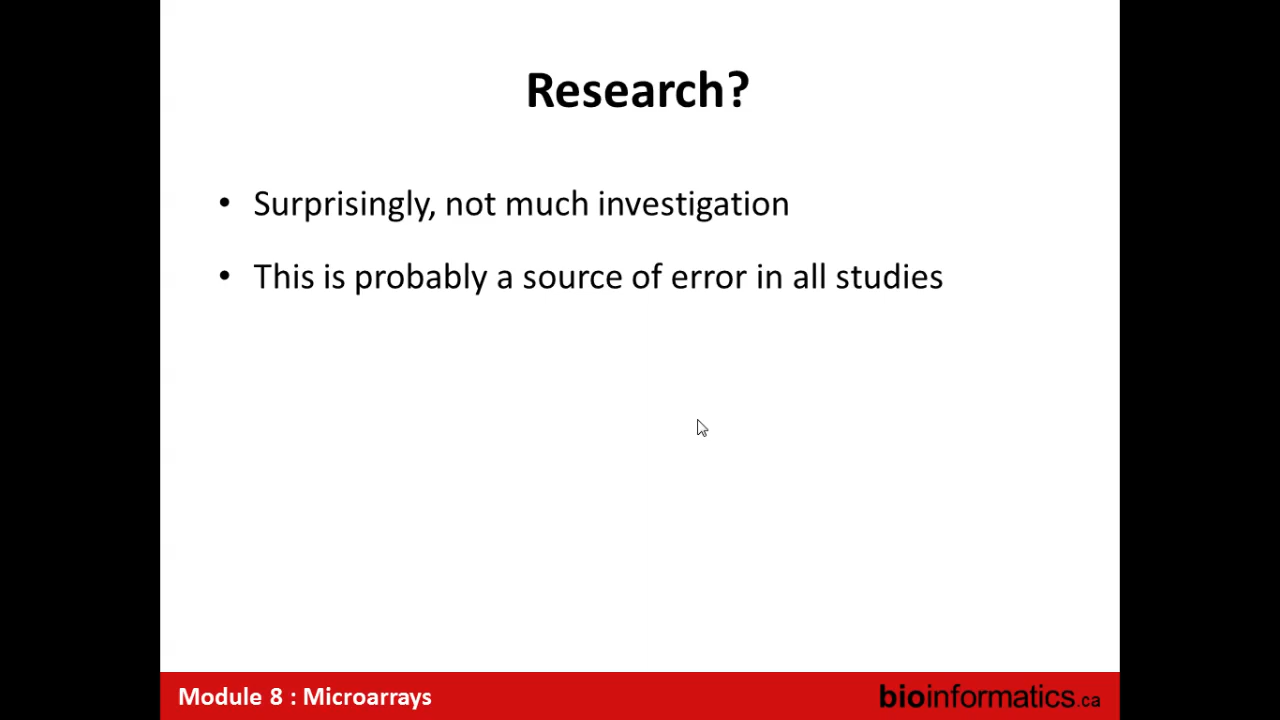 Research?
• Surprisingly, not much investigation
• This is probably a source of error in all studies
Module 8 : Microarrays
bioinformatics.ca